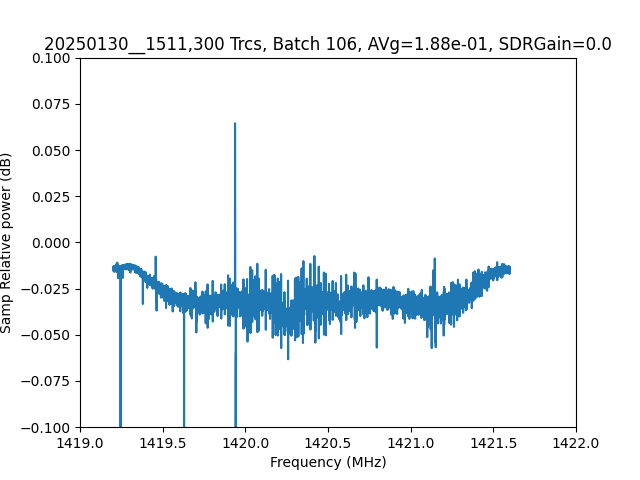 20250130__1511,300 Trcs, Batch 106, AVg=1.88e-01, SDRGain=0.0
Samp Relative power (dB)
0.100
0.075
0.050
0.025
0.000
−0.025
−0.050
−0.075
−0.100
1419.0 1419.5 1420.0 1420.5 1421.0 1421.5 1422.0
Frequency (MHz)